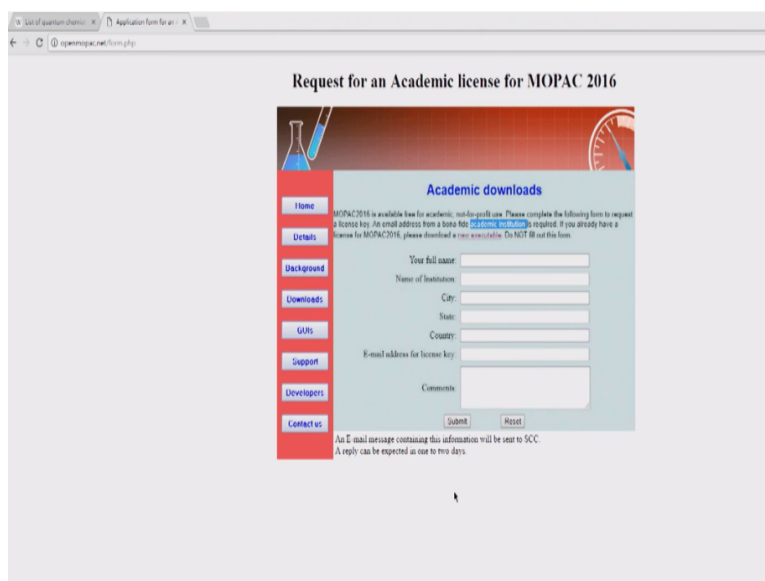 List of quantum chemist
Application form for an
openmopac.net/form.php
Request for an Academic license for MOPAC 2016
Academic downloads
MOPAC2016 is available free for academic, not-for-profit use. Please complete the following form to request
a license key. An email address from a bona-fide academic institution is required. If you already have a
license for MOPAC2016, please download a new executable. Do NOT fill out this form.
Home
Details
Background
Downloads
GUIs
Support
Developers
Contact us
Your full name:
Name of Institution:
City:
State:
Country:
E-mail address for license key:
Comments:
Submit Reset
An E-mail message containing this information will be sent to SCC.
A reply can be expected in one to two days.